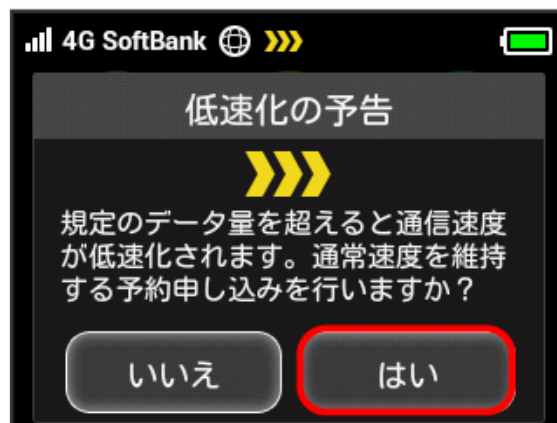 4G SoftBank
低速化の予告
規定のデータ量を超えると通信速度
が低速化されます。通常速度を維持
する予約申し込みを行いますか？
いいえ
はい